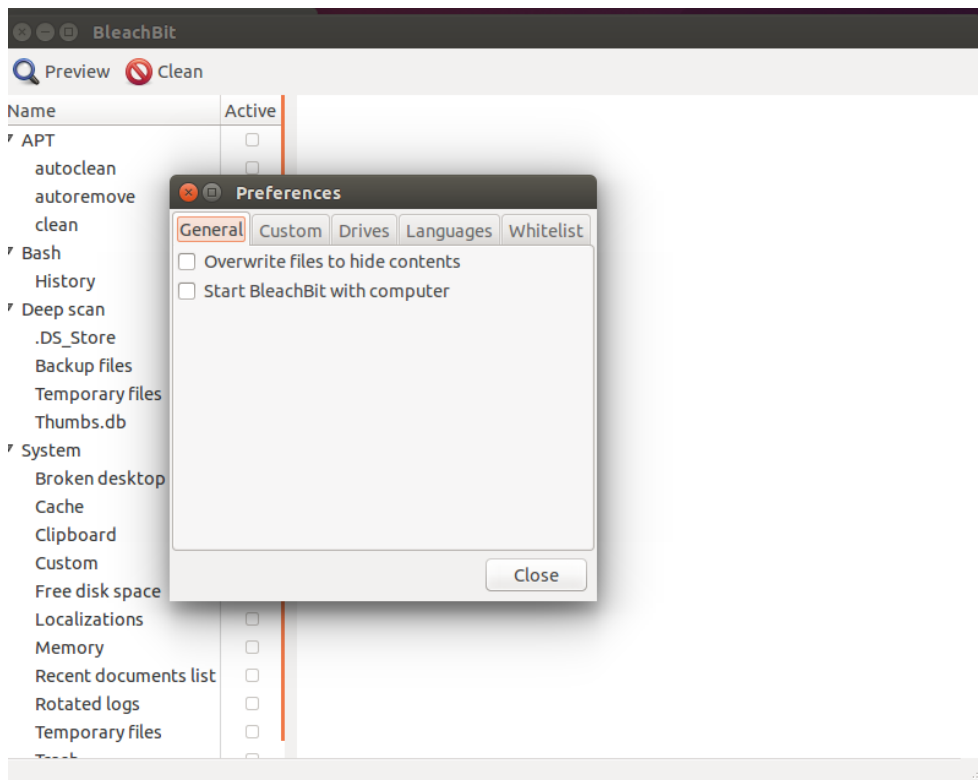 BleachBit
Preview Clean
Name Active
APT
autoclean
autoremove
clean
Bash
History
Deep scan
.DS_Store
Backup files
Temporary files
Thumbs.db
System
Broken desktop
Cache
Clipboard
Custom
Free disk space
Localizations
Memory
Recent documents list
Rotated logs
Temporary files
Preferences
General Custom Drives Languages Whitelist
Overwrite files to hide contents
Start BleachBit with computer
Close